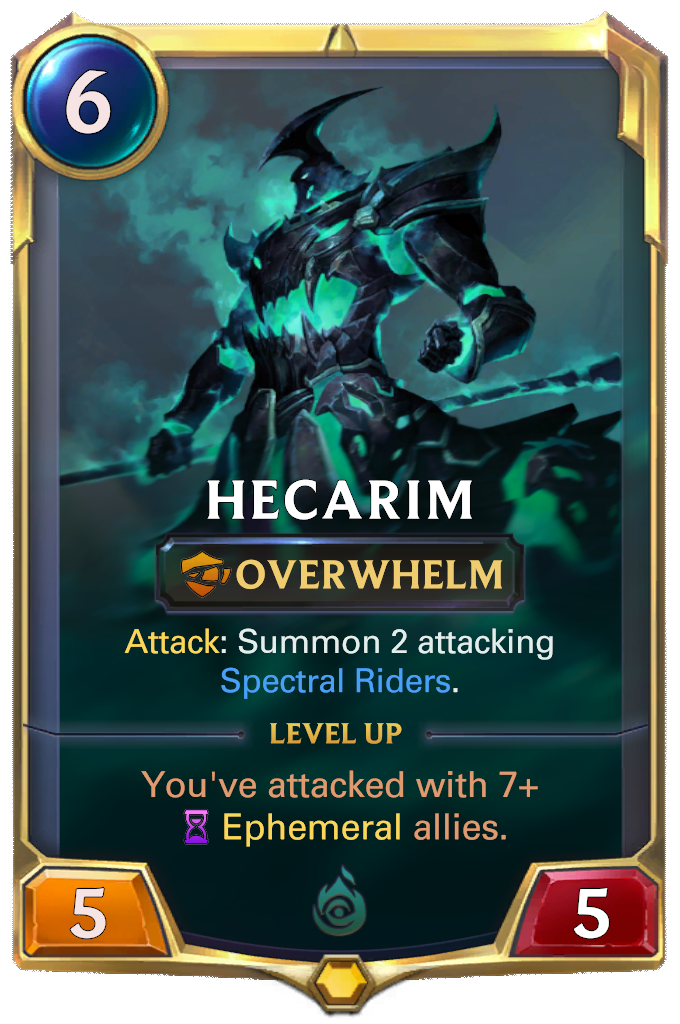 6
HECARIM
OVERWHELM
Attack: Summon 2 attacking
Spectral Riders.
LEVEL UP
You've attacked with 7+
Ephemeral allies.
5 5